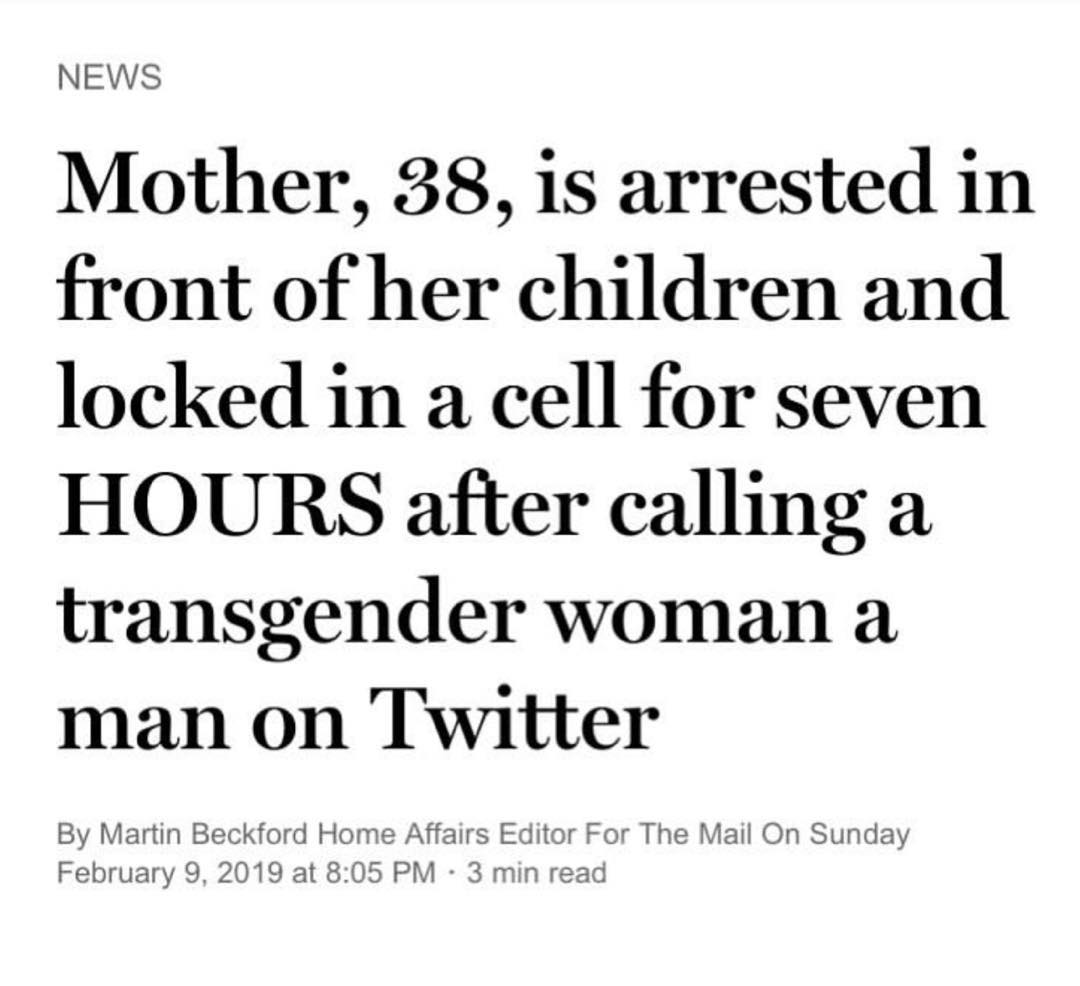 NEWS
Mother, 38, is arrested in
front of her children and
locked in a cell for seven
HOURS after calling a
transgender woman a
man on Twitter
By Martin Beckford Home Affairs Editor For The Mail On Sunday
February 9, 2019 at 8:05 PM · 3 min read